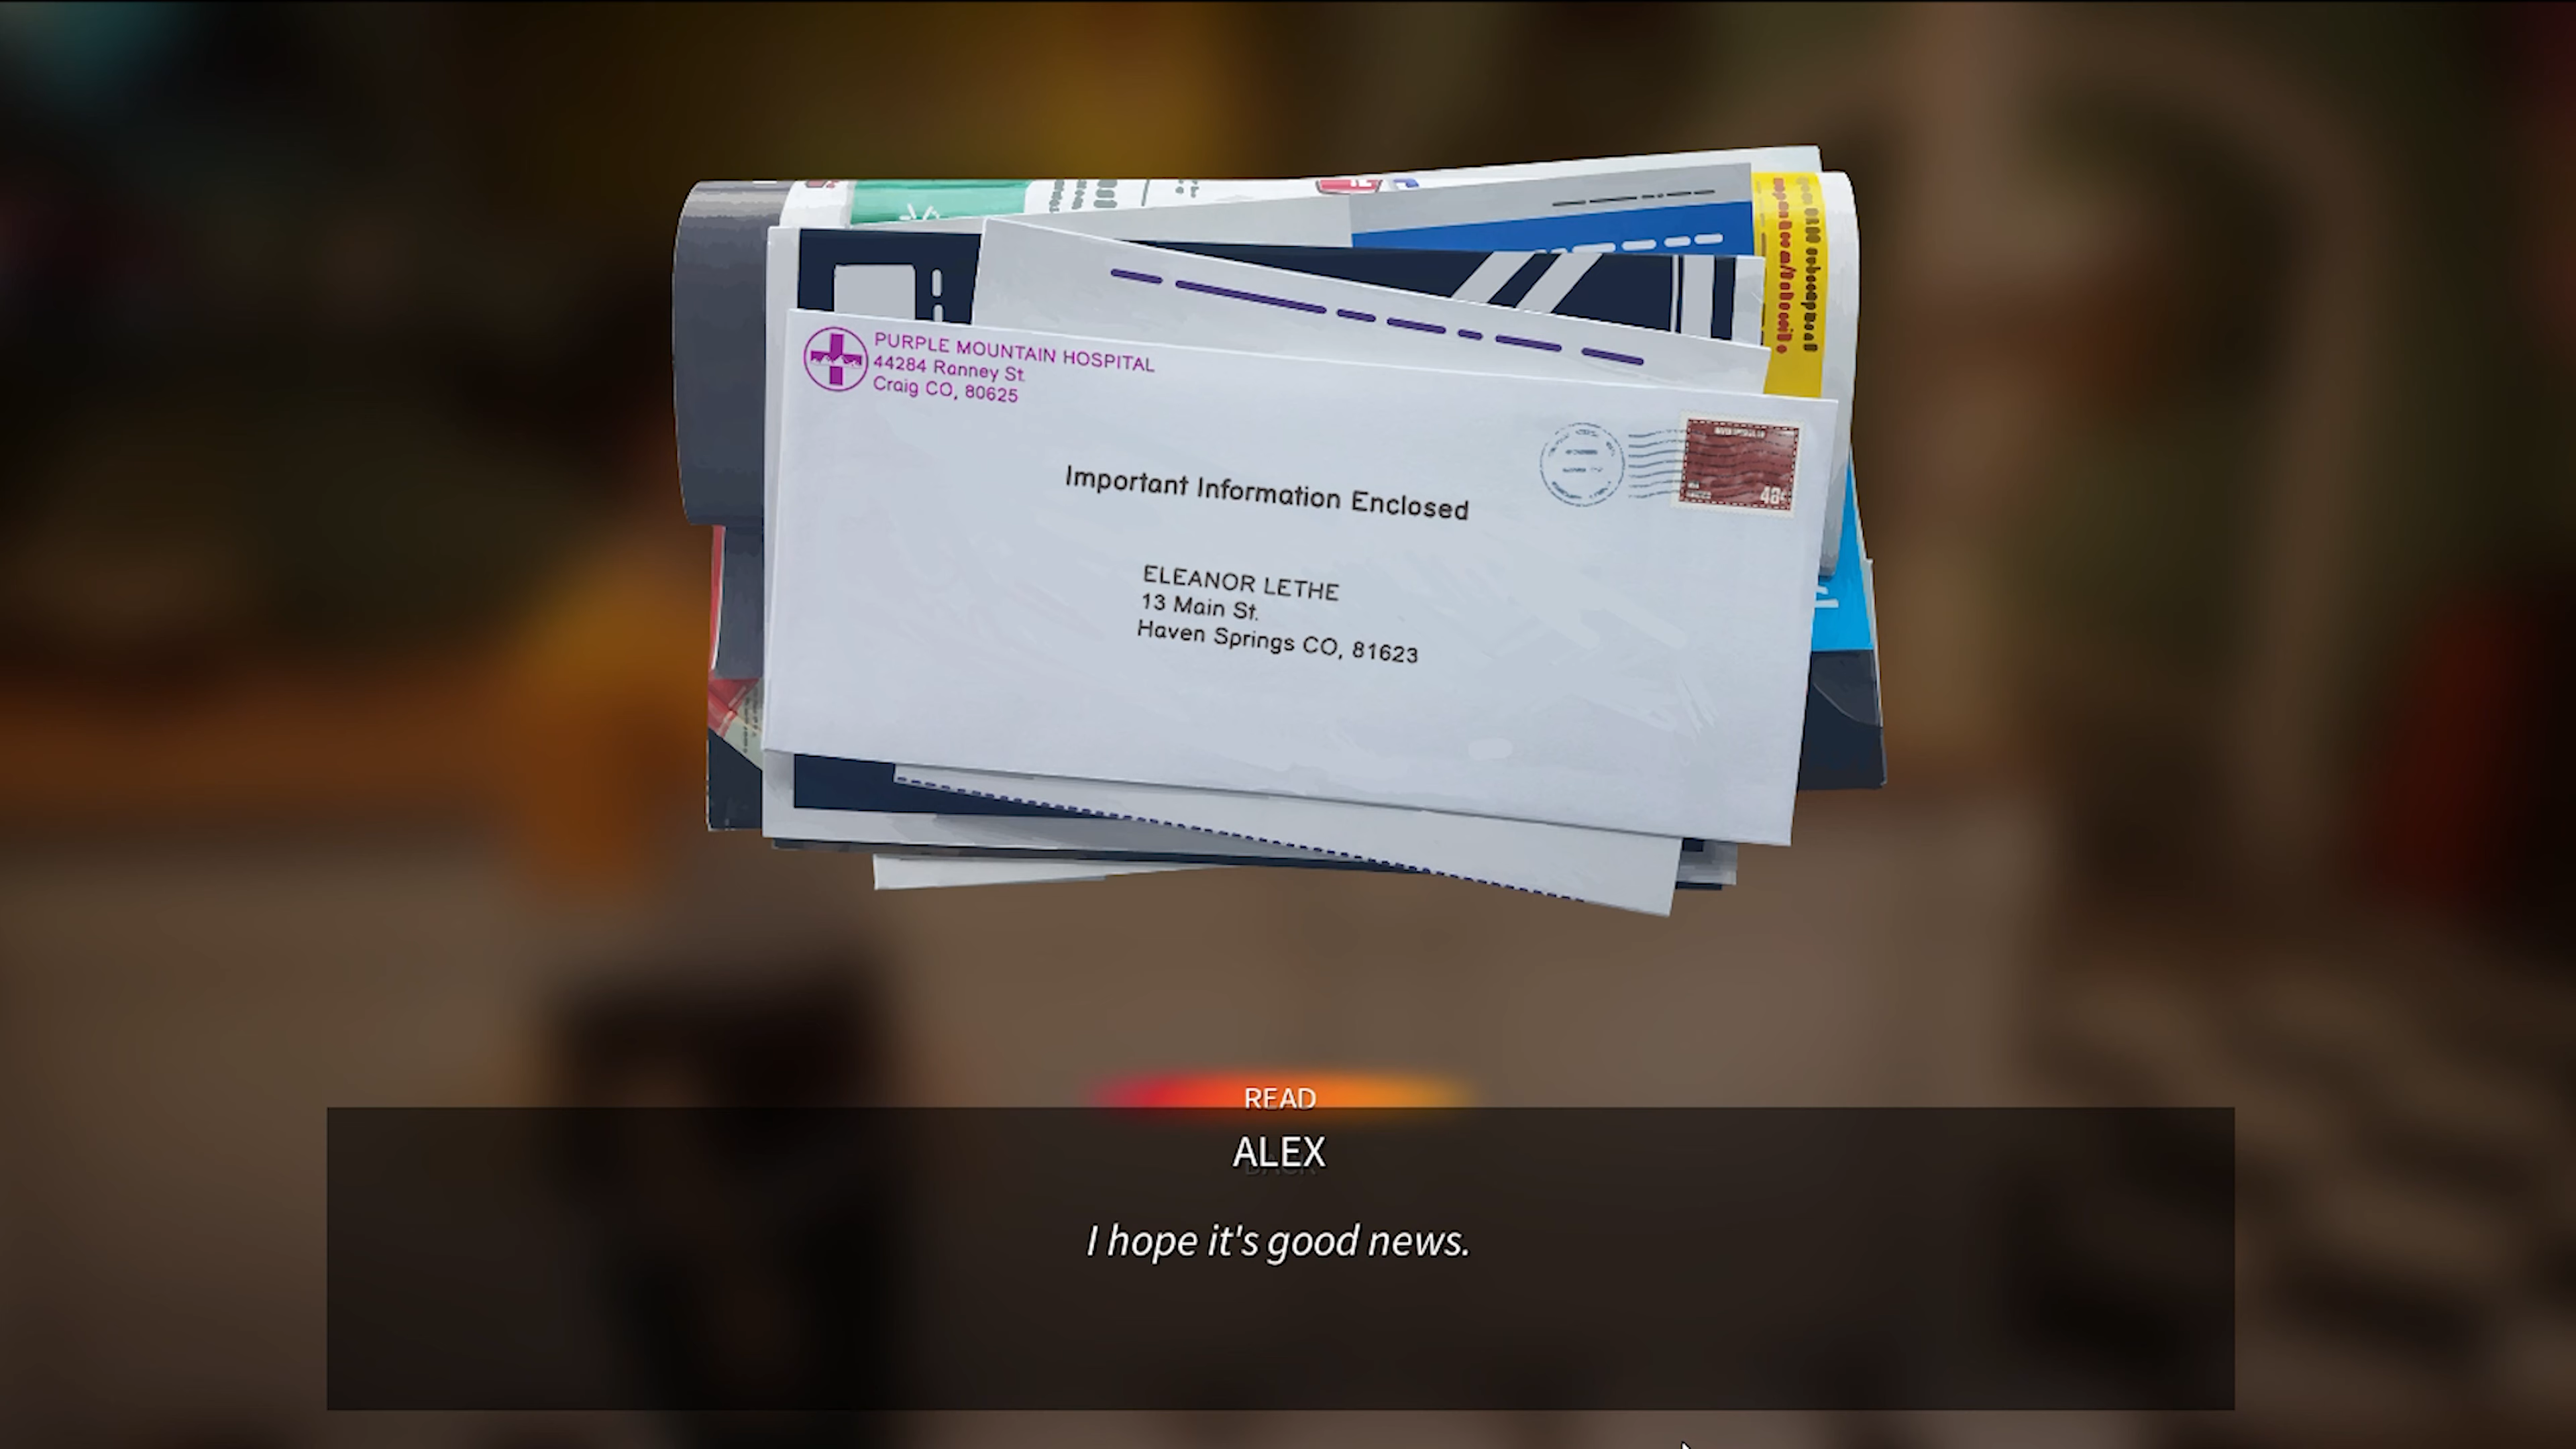 PURPLE MOUNTAIN HOSPITAL
44284 Ranney St.
Craig CO, 80625
48¢
Important Information Enclosed
ELEANOR LETHE
13 Main St.
Haven Springs CO, 81623
READ
ALEX
I hope it's good news.